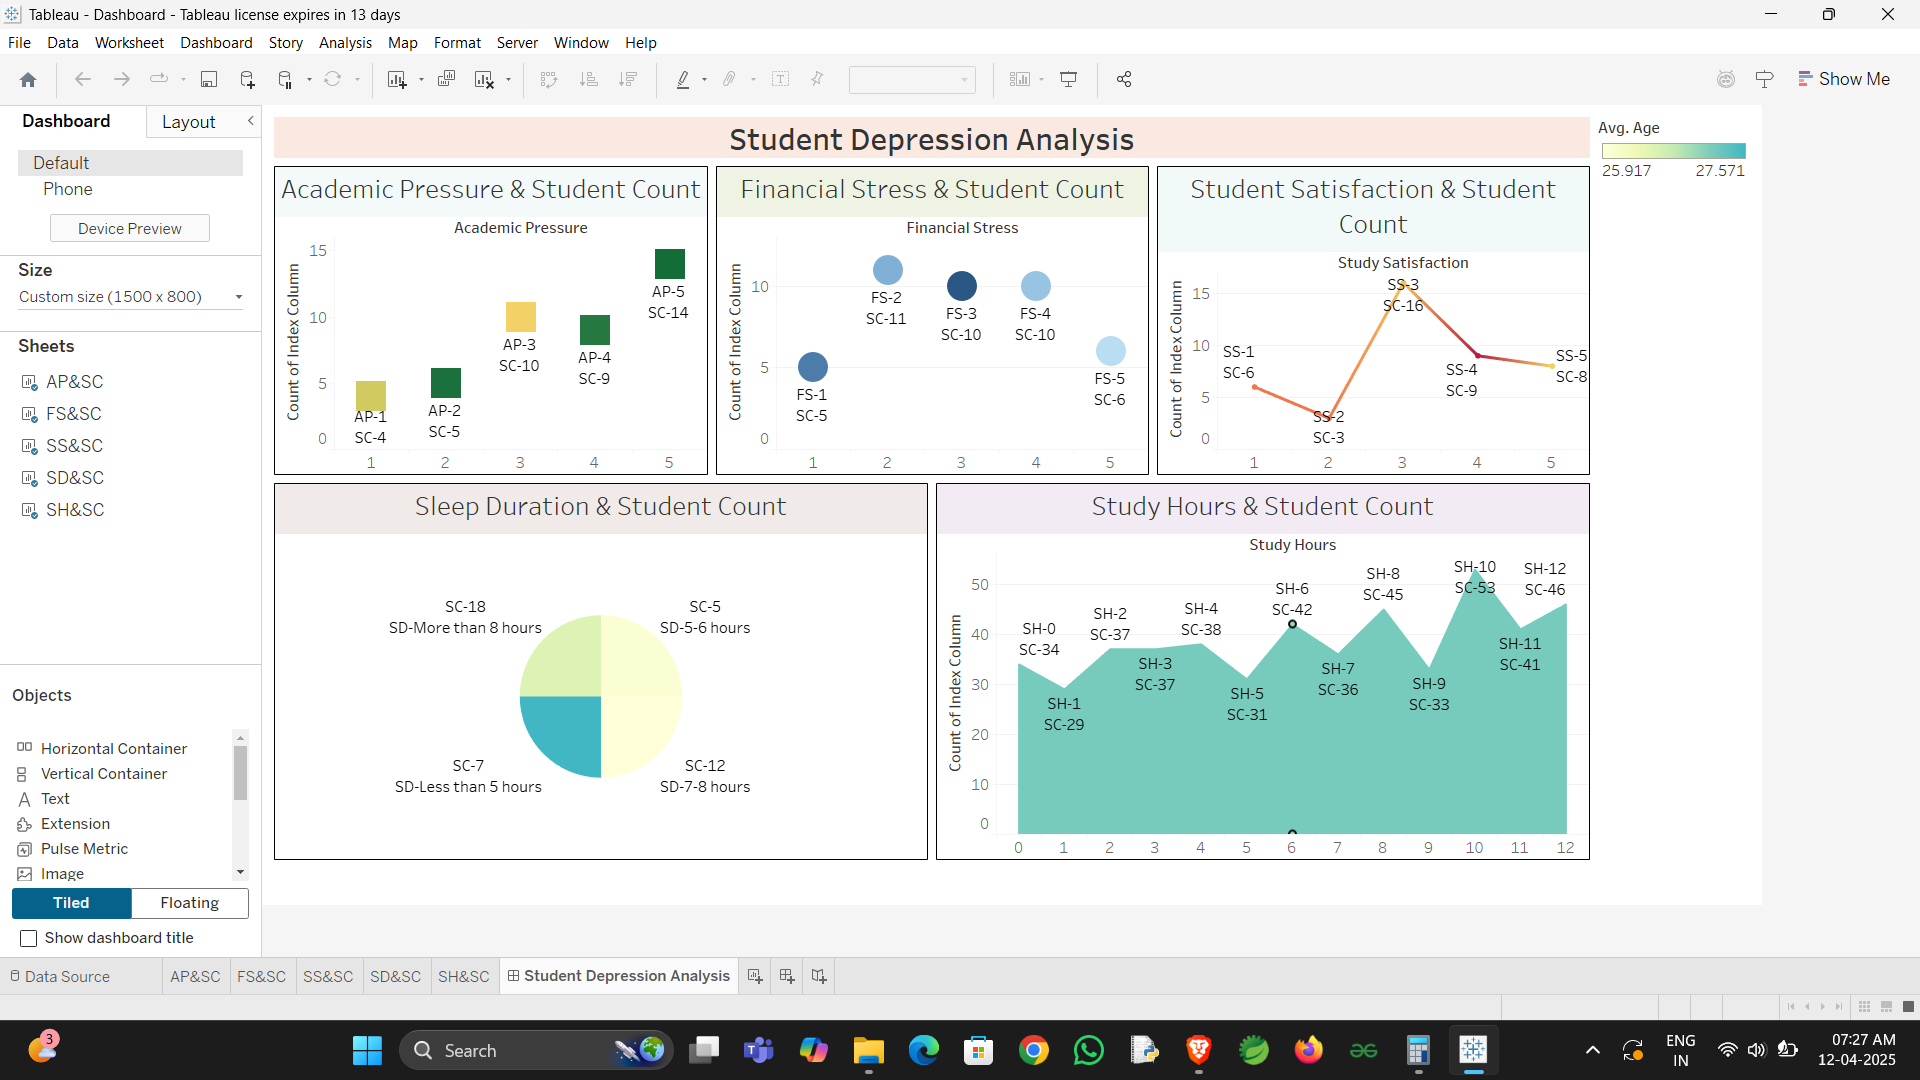 Tableau - Dashboard - Tableau license expires in 13 days
File Data Worksheet Dashboard Story Analysis Map Format Server Window Help
Show Me
Dashboard
Layout
Default
Phone
Device Preview
Size
Custom size (1500 x 800)
Sheets
AP&SC
FS&SC
SS&SC
SD&SC
SH&SC
Objects
Horizontal Container
Vertical Container
Text
Extension
Pulse Metric
Image
Tiled
Floating
Show dashboard title
Student Depression Analysis
Avg. Age
25.917 27.571
Academic Pressure & Student Count
Academic Pressure
Count of Index Column
15
10
5
0
AP-1
SC-4
AP-2
SC-5
AP-3
SC-10
AP-4
SC-9
AP-5
SC-14
1 2 3 4 5
Financial Stress & Student Count
Financial Stress
Count of Index Column
10
5
0
FS-1
SC-5
FS-2
SC-11
FS-3
SC-10
FS-4
SC-10
FS-5
SC-6
1 2 3 4 5
Student Satisfaction & Student
Count
Study Satisfaction
Count of Index Column
15
10
5
0
SS-1
SC-6
SS-2
SC-3
SS-3
SC-16
SS-4
SC-9
SS-5
SC-8
1 2 3 4 5
Sleep Duration & Student Count
SC-18
SD-More than 8 hours
SC-5
SD-5-6 hours
SC-7
SD-Less than 5 hours
SC-12
SD-7-8 hours
Study Hours & Student Count
Study Hours
Count of Index Column
50
40
30
20
10
0
SH-0
SC-34
SH-1
SC-29
SH-2
SC-37
SH-3
SC-37
SH-4
SC-38
SH-5
SC-31
SH-6
SC-42
SH-7
SC-36
SH-8
SC-45
SH-9
SC-33
SH-10
SC-53
SH-11
SC-41
SH-12
SC-46
0 1 2 3 4 5 6 7 8 9 10 11 12
Data Source AP&SC FS&SC SS&SC SD&SC SH&SC Student Depression Analysis
3
Search
ENG
IN
07:27 AM
12-04-2025